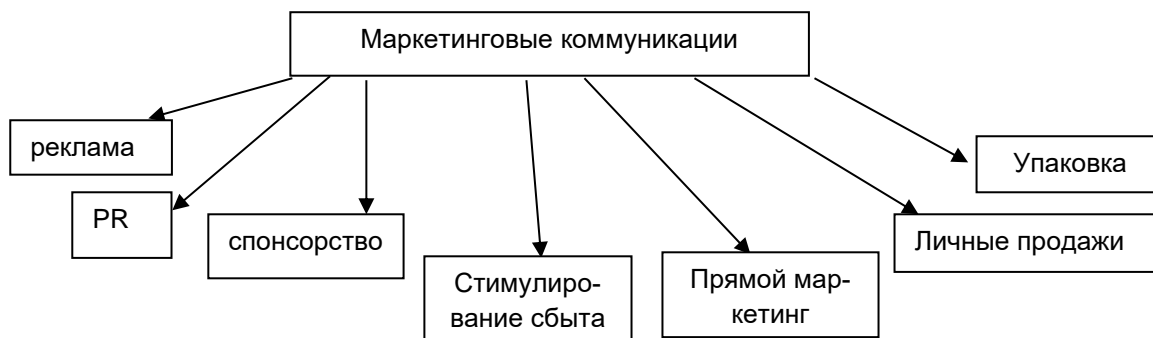 Маркетинговые коммуникации
реклама
Упаковка
PR
спонсорство
Личные продажи
Стимулиро-
вание сбыта
Прямой мар-
кетинг